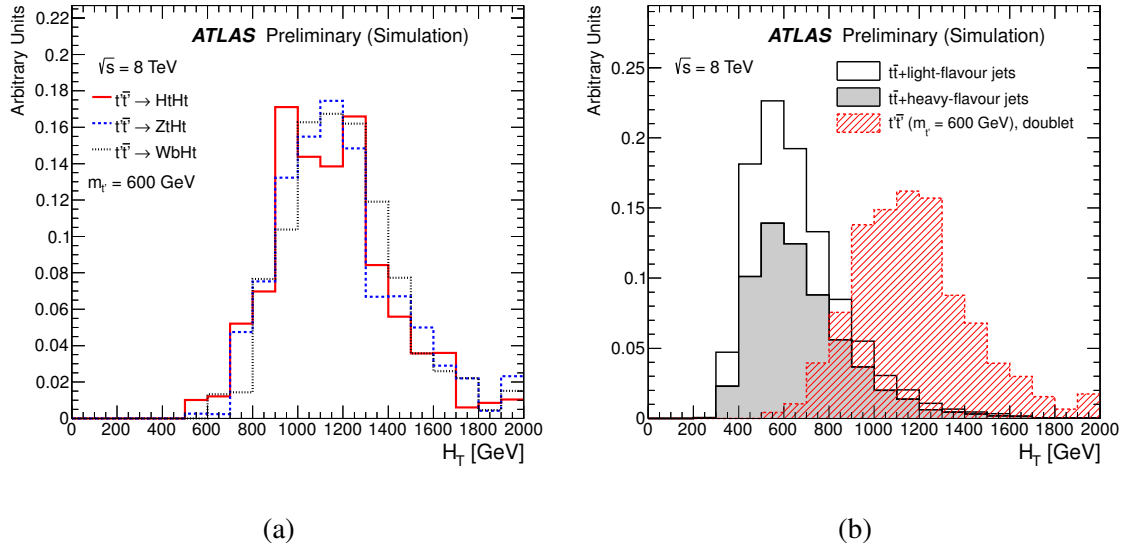 Arbitrary Units
0.22
0.2
0.18
0.16
0.14
0.12
0.1
0.08
0.06
0.04
0.02
0
ATLAS Preliminary (Simulation)
√s = 8 TeV
t't̄' → HtHt
t't̄' → ZtHt
t't̄' → WbHt
m_t' = 600 GeV
0 200 400 600 800 1000 1200 1400 1600 1800 2000
H_T [GeV]
(a)
Arbitrary Units
0.25
0.2
0.15
0.1
0.05
0
ATLAS Preliminary (Simulation)
√s = 8 TeV
tt̄+light-flavour jets
tt̄+heavy-flavour jets
t't̄' (m_t' = 600 GeV), doublet
0 200 400 600 800 1000 1200 1400 1600 1800 2000
H_T [GeV]
(b)